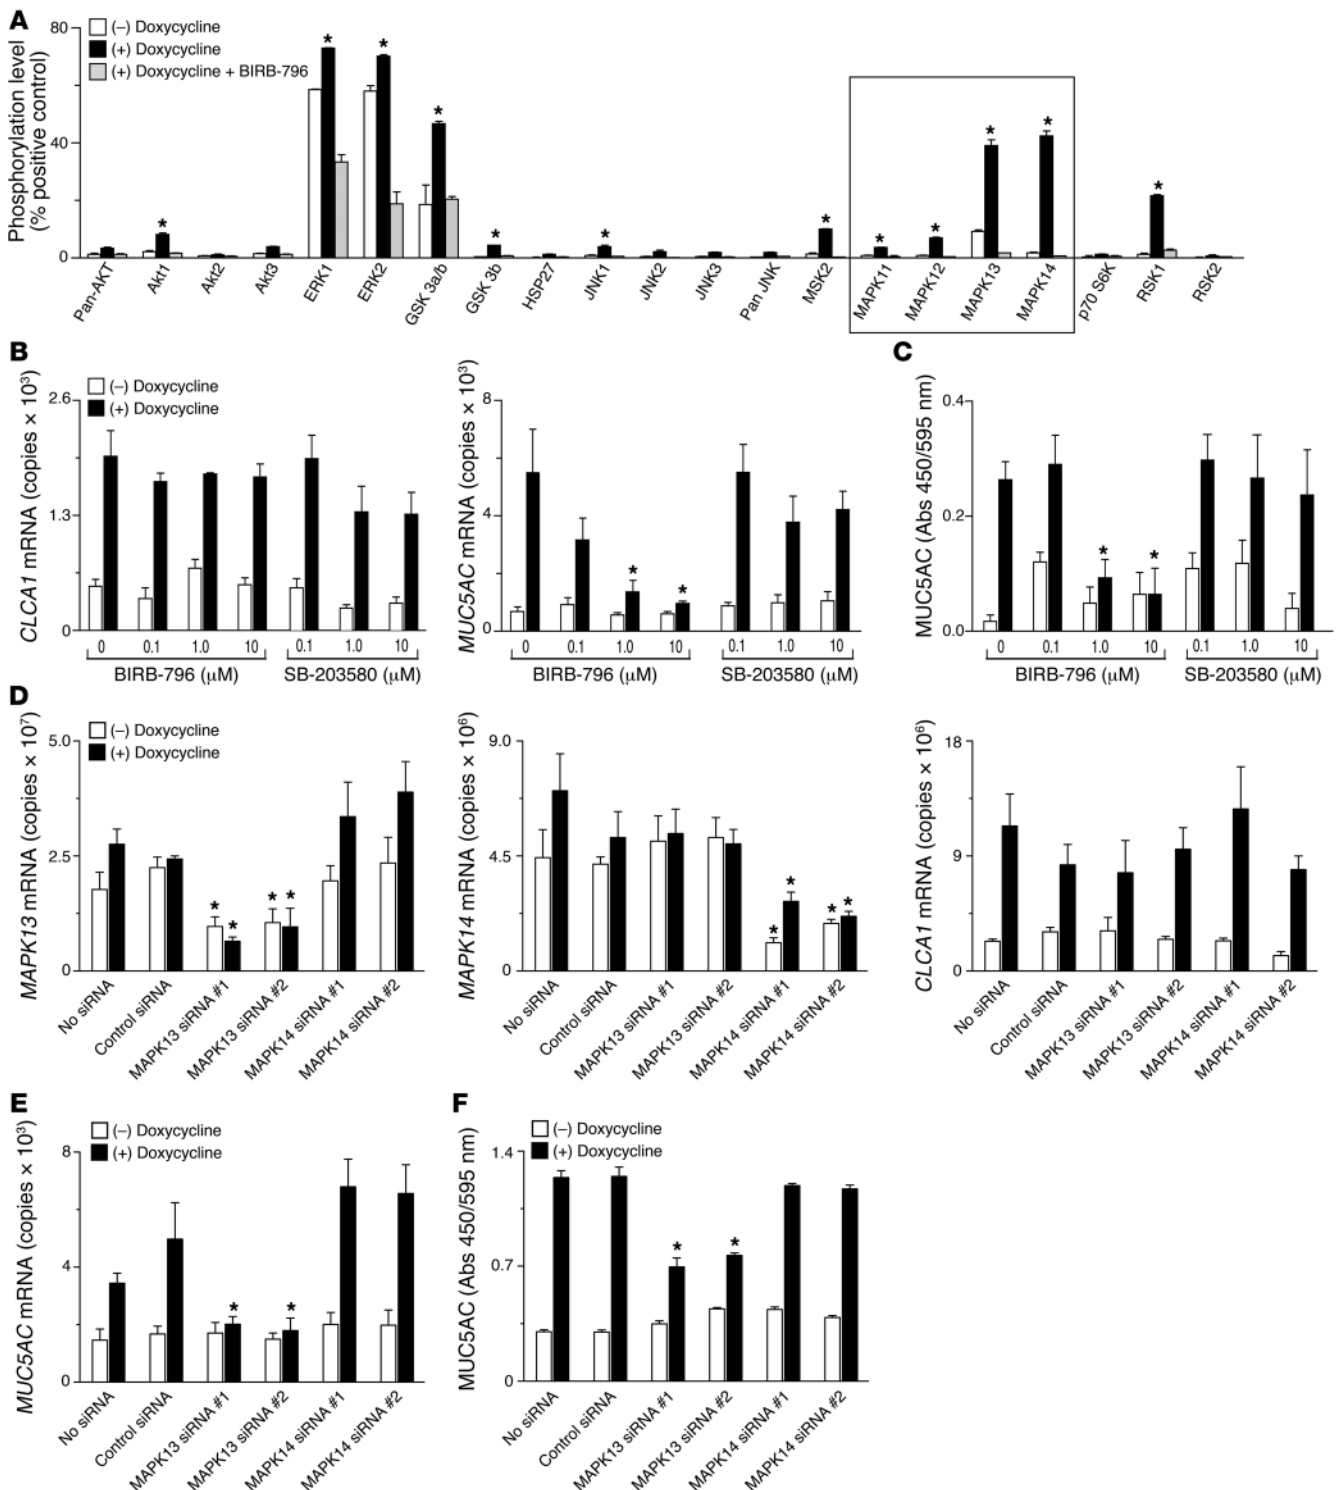 A
Phosphorylation level
(% positive control)
80
40
0
(–) Doxycycline
(+) Doxycycline
(+) Doxycycline + BIRB-796
* * * * * * * * * * * *
Pan-AKT Akt1 Akt2 Akt3 ERK1 ERK2 GSK 3a/b GSK 3b HSP27 JNK1 JNK2 JNK3 Pan JNK MSK2 MAPK11 MAPK12 MAPK13 MAPK14 p70 S6K RSK1 RSK2
B
CLCA1 mRNA (copies × 10³)
2.6
1.3
0
(–) Doxycycline
(+) Doxycycline
0 0.1 1.0 10 0.1 1.0 10
BIRB-796 (μM) SB-203580 (μM)
MUC5AC mRNA (copies × 10³)
8
4
0
* *
0 0.1 1.0 10 0.1 1.0 10
BIRB-796 (μM) SB-203580 (μM)
C
MUC5AC (Abs 450/595 nm)
0.4
0.2
0.0
* *
0 0.1 1.0 10 0.1 1.0 10
BIRB-796 (μM) SB-203580 (μM)
D
MAPK13 mRNA (copies × 10⁷)
5.0
2.5
0
(–) Doxycycline
(+) Doxycycline
* * * *
No siRNA Control siRNA MAPK13 siRNA #1 MAPK13 siRNA #2 MAPK14 siRNA #1 MAPK14 siRNA #2
MAPK14 mRNA (copies × 10⁶)
9.0
4.5
0
* * * *
No siRNA Control siRNA MAPK13 siRNA #1 MAPK13 siRNA #2 MAPK14 siRNA #1 MAPK14 siRNA #2
CLCA1 mRNA (copies × 10⁶)
18
9
0
No siRNA Control siRNA MAPK13 siRNA #1 MAPK13 siRNA #2 MAPK14 siRNA #1 MAPK14 siRNA #2
E
MUC5AC mRNA (copies × 10³)
8
4
0
(–) Doxycycline
(+) Doxycycline
* *
No siRNA Control siRNA MAPK13 siRNA #1 MAPK13 siRNA #2 MAPK14 siRNA #1 MAPK14 siRNA #2
F
MUC5AC (Abs 450/595 nm)
1.4
0.7
0
(–) Doxycycline
(+) Doxycycline
* *
No siRNA Control siRNA MAPK13 siRNA #1 MAPK13 siRNA #2 MAPK14 siRNA #1 MAPK14 siRNA #2